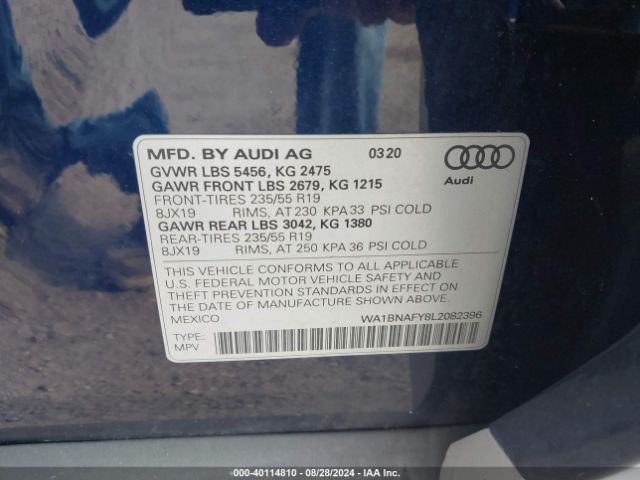 MFD. BY AUDI AG 03 20
GVWR LBS 5456, KG 2475
GAWR FRONT LBS 2679, KG 1215
FRONT-TIRES 235/55 R19
8JX19 RIMS, AT 230 KPA 33 PSI COLD
GAWR REAR LBS 3042, KG 1380
REAR-TIRES 235/55 R19
8JX19 RIMS, AT 250 KPA 36 PSI COLD
Audi
THIS VEHICLE CONFORMS TO ALL APPLICABLE
U.S. FEDERAL MOTOR VEHICLE SAFETY AND
THEFT PREVENTION STANDARDS IN EFFECT ON
THE DATE OF MANUFACTURE SHOWN ABOVE.
MEXICO WA1BNAFY8L2082396
TYPE:
MPV
000-40114810 - 08/28/2024 - IAA Inc.